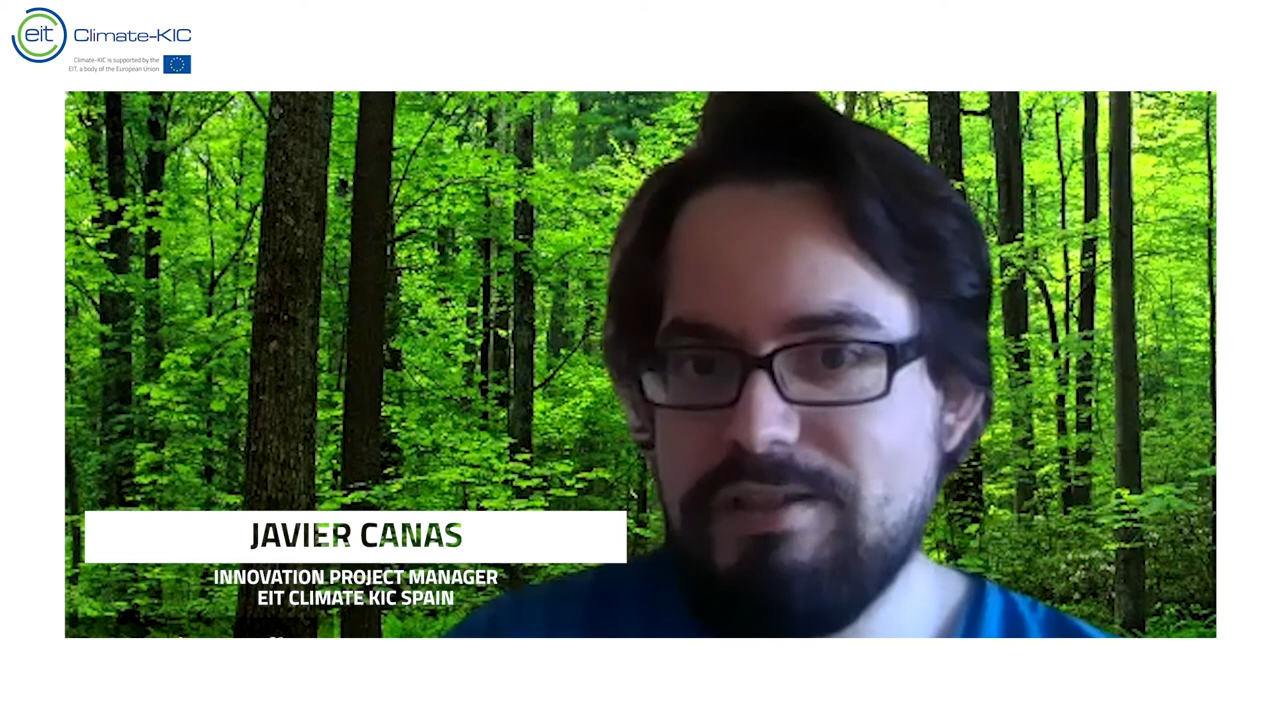 eit Climate-KIC
Climate-KIC is supported by the
EIT, a body of the European Union
JAVIER CANAS
INNOVATION PROJECT MANAGER
EIT CLIMATE KIC SPAIN